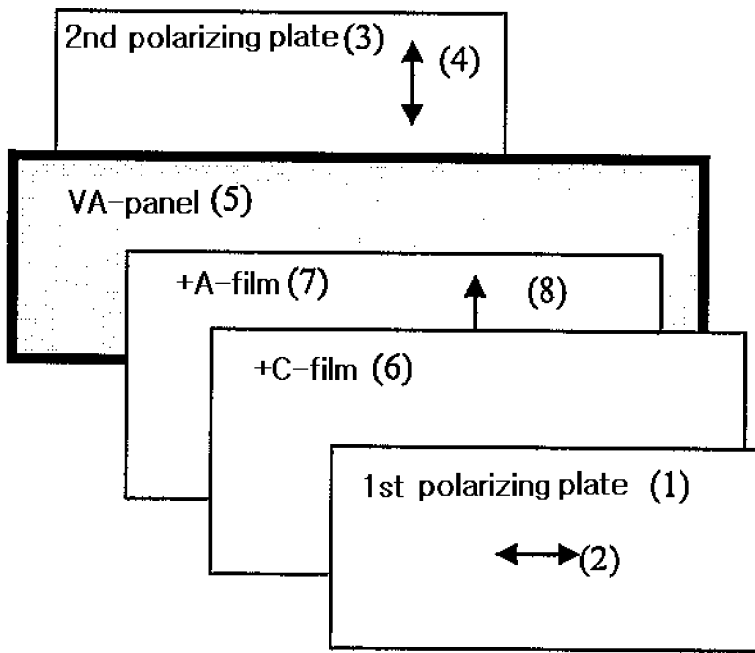 2nd polarizing plate (3)
(4)
VA-panel (5)
+A-film (7)
(8)
+C-film (6)
1st polarizing plate (1)
(2)